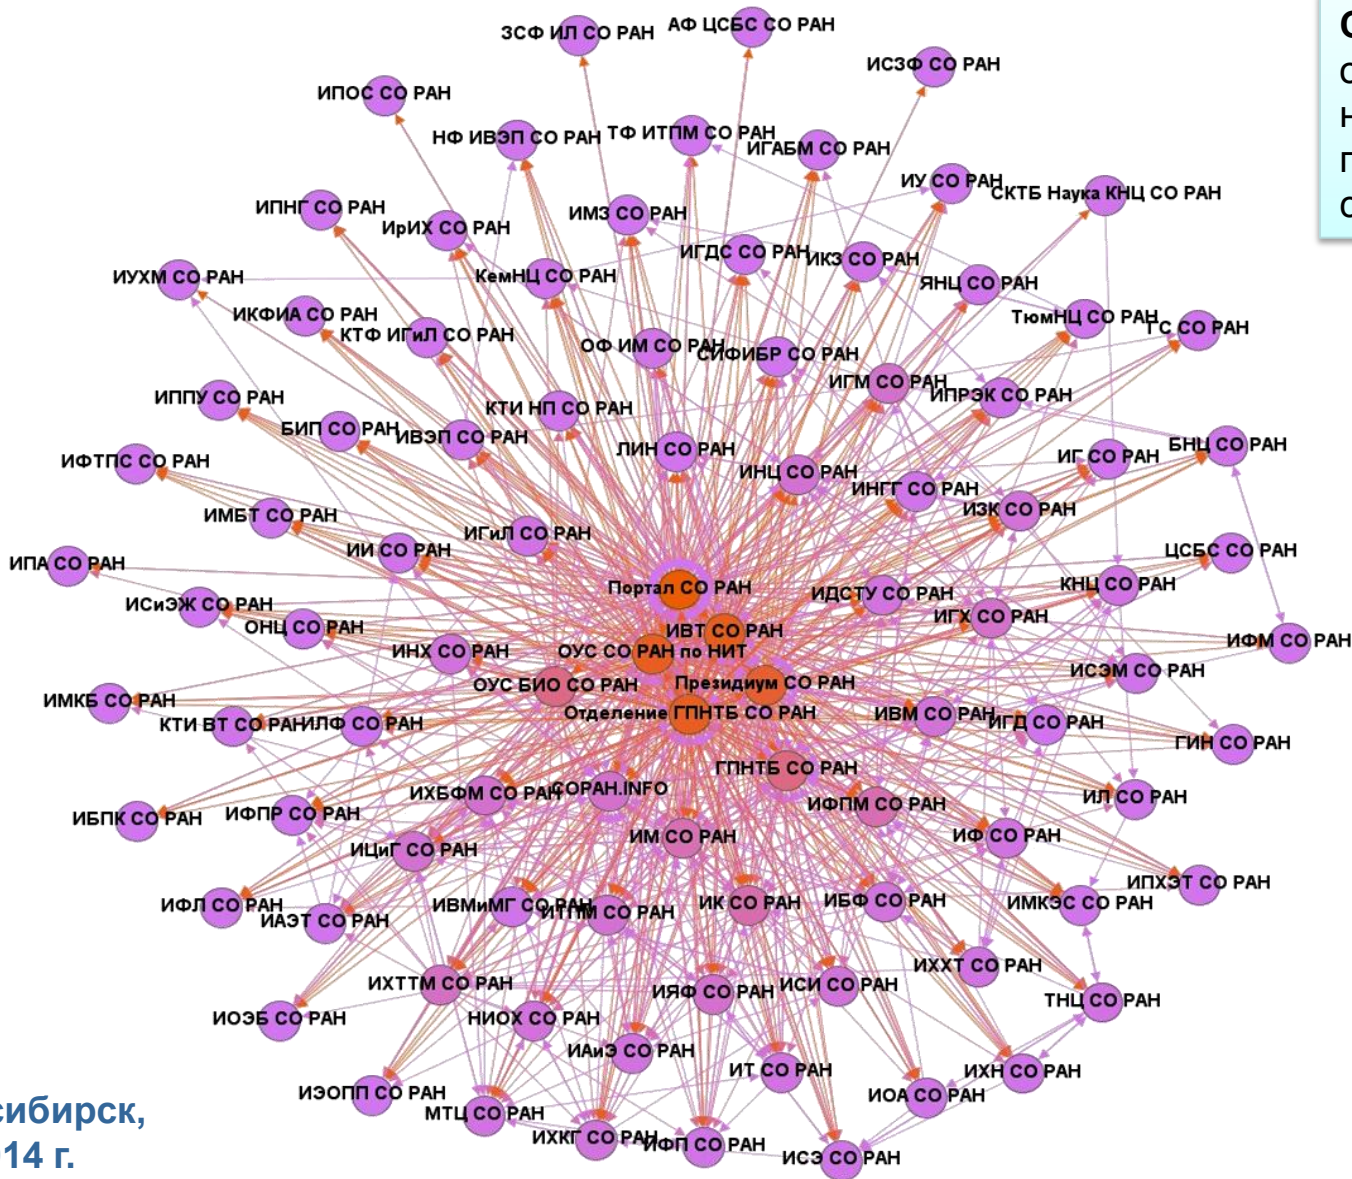 АФ ЦСБС СО РАН
ЗСФ ИЛ СО РАН
ИСЗФ СО РАН
ИПОС СО РАН
НФ ИВЭП СО РАН
ТФ ИТПМ СО РАН
ИГАБМ СО РАН
ИУ СО РАН
СКТБ Наука КНЦ СО РАН
ИПНГ СО РАН
ИрИХ СО РАН
ИМЗ СО РАН
ИГДС СО РАН
ИКЗ СО РАН
ИУХМ СО РАН
КемНЦ СО РАН
ЯНЦ СО РАН
ИКФИА СО РАН
КТФ ИГиЛ СО РАН
ТюмНЦ СО РАН
ГС СО РАН
ОФ ИМ СО РАН
СИФИБР СО РАН
ИГМ СО РАН
ИПРЭК СО РАН
ИППУ СО РАН
КТИ НП СО РАН
БИП СО РАН
ИВЭП СО РАН
ЛИН СО РАН
БНЦ СО РАН
ИФТПС СО РАН
ИНЦ СО РАН
ИГ СО РАН
ИНГГ СО РАН
ИМБТ СО РАН
ИЗК СО РАН
ИГиЛ СО РАН
ИИ СО РАН
ЦСБС СО РАН
ИПА СО РАН
Портал СО РАН
ИДСТУ СО РАН
КНЦ СО РАН
ИСиЭЖ СО РАН
ИГХ СО РАН
ОНЦ СО РАН
ИВТ СО РАН
ИФМ СО РАН
ИНХ СО РАН
ОУС СО РАН по НИТ
ИСЭМ СО РАН
ОУС БИО СО РАН
Президиум СО РАН
ИМКБ СО РАН
КТИ ВТ СО РАН
ИЛФ СО РАН
Отделение ГПНТБ СО РАН
ИВМ СО РАН
ИГД СО РАН
ГИН СО РАН
ГПНТБ СО РАН
ИХБФМ СО РАН
СОРАН.INFO
ИЛ СО РАН
ИБПК СО РАН
ИФПР СО РАН
ИФПМ СО РАН
ИМ СО РАН
ИФ СО РАН
ИЦиГ СО РАН
ИПХЭТ СО РАН
ИФЛ СО РАН
ИАЭТ СО РАН
ИВМиМГ СО РАН
ИТПМ СО РАН
ИК СО РАН
ИБФ СО РАН
ИМКЭС СО РАН
ИХХТ СО РАН
ИХТТМ СО РАН
ИЯФ СО РАН
ИСИ СО РАН
ТНЦ СО РАН
ИОЭБ СО РАН
НИОХ СО РАН
ИАиЭ СО РАН
ИТ СО РАН
ИХН СО РАН
ИЭОПП СО РАН
МТЦ СО РАН
ИОА СО РАН
ИХКГ СО РАН
ИФП СО РАН
ИСЭ СО РАН
сибирск,
14 г.